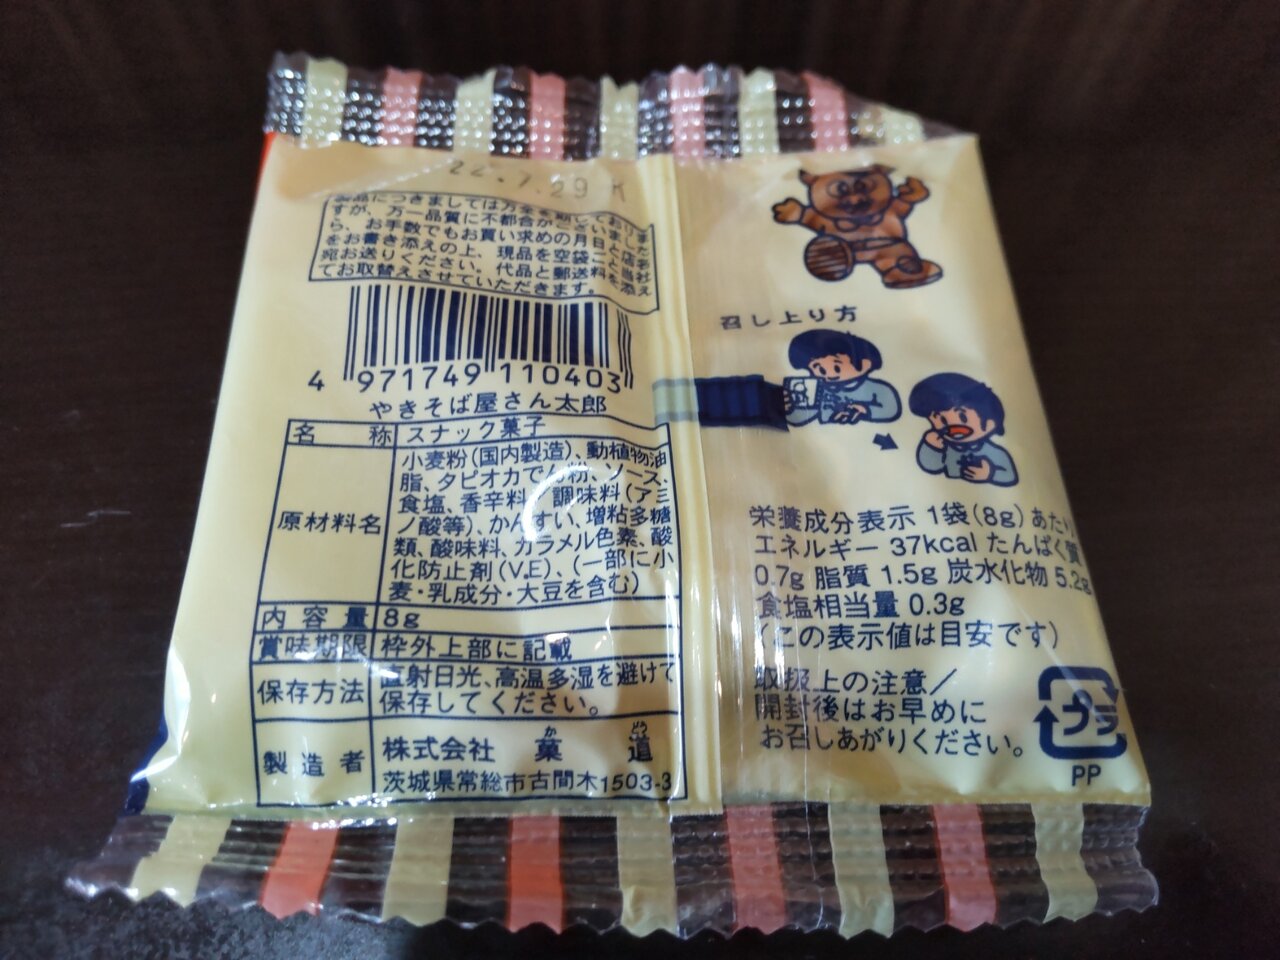 22.7.29 K
製品につきましては万全を期しておりま
すが、万一品質に不都合がございました
ら、お手数でもお買い求めの月日と店名
をお書き添えの上、現品を空袋ごと当社
宛お送りください。代品と郵送料を添え
てお取替えさせていただきます。
4 971749 110403
やきそば屋さん太郎
名称 スナック菓子
原材料名
小麦粉(国内製造)、動植物油
脂、タピオカでん粉、ソース、
食塩、香辛料/調味料(アミ
ノ酸等)、かんすい、増粘多糖
類、酸味料、カラメル色素、酸
化防止剤(V.E)、(一部に小
麦・乳成分・大豆を含む)
内容量 8g
賞味期限 枠外上部に記載
保存方法
直射日光、高温多湿を避けて
保存してください。
製造者
株式会社 菓道
かどう
茨城県常総市古間木1503-3
召し上り方
栄養成分表示 1袋(8g)あたり
エネルギー 37kcal たんぱく質
0.7g 脂質 1.5g 炭水化物 5.2g
食塩相当量 0.3g
(この表示値は目安です)
取扱上の注意/
開封後はお早めに
お召しあがりください。
プラ
PP